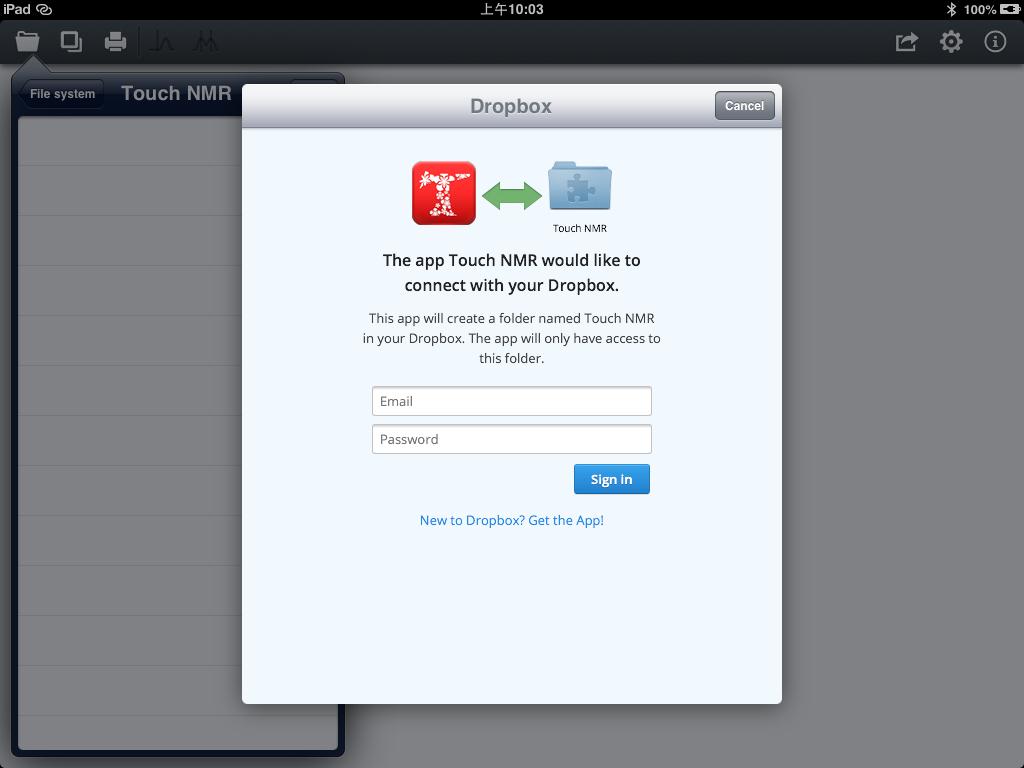 iPad 上午10:03 100%
File system Touch NMR
Dropbox Cancel
Touch NMR
The app Touch NMR would like to
connect with your Dropbox.
This app will create a folder named Touch NMR
in your Dropbox. The app will only have access to
this folder.
Email
Password
Sign in
New to Dropbox? Get the App!